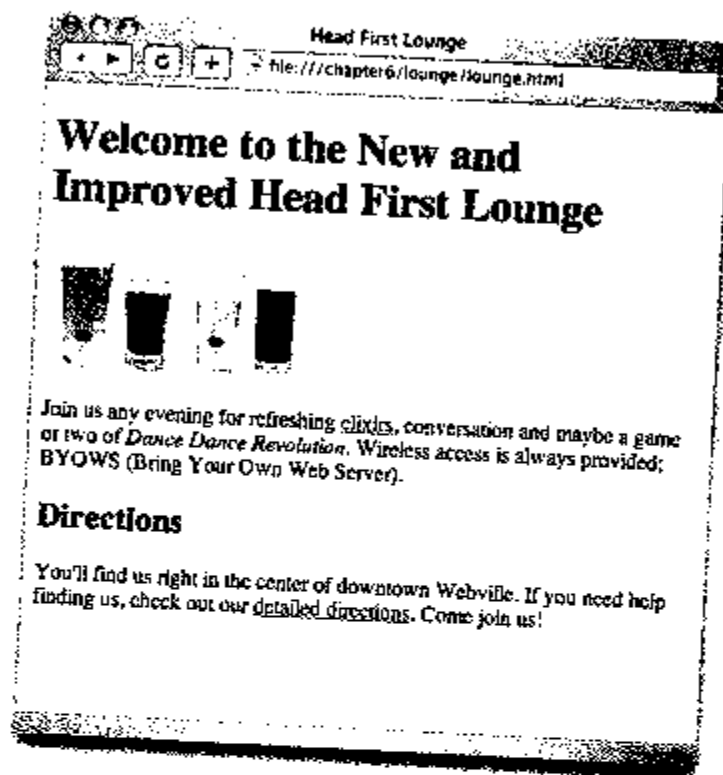 Head First Lounge
file:///chapter6/lounge/lounge.html
Welcome to the New and
Improved Head First Lounge
Join us any evening for refreshing elixirs, conversation and maybe a game
or two of Dance Dance Revolution. Wireless access is always provided;
BYOWS (Bring Your Own Web Server).
Directions
You'll find us right in the center of downtown Webville. If you need help
finding us, check out our detailed directions. Come join us!